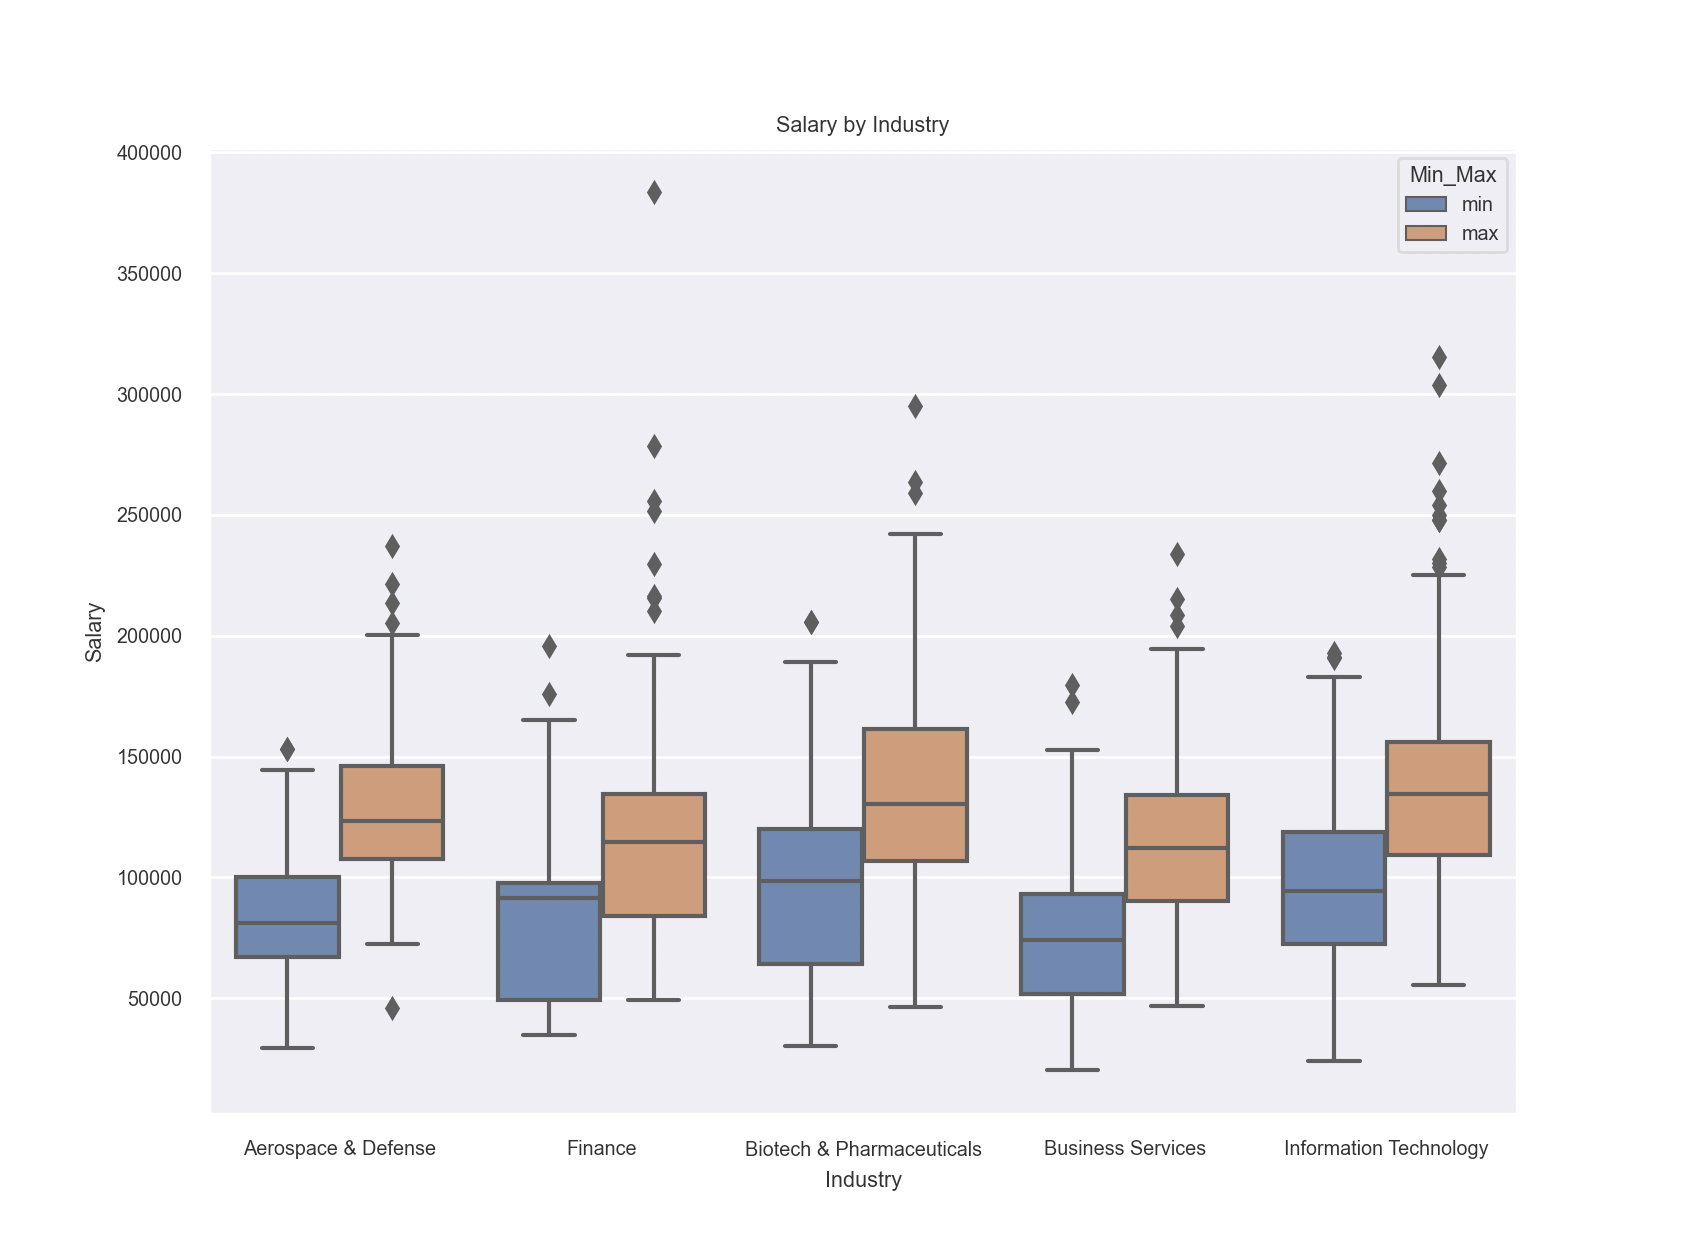 Salary by Industry
400000
350000
300000
250000
200000
150000
100000
50000
Salary
Min_Max
min
max
Aerospace & Defense
Finance
Biotech & Pharmaceuticals
Business Services
Information Technology
Industry